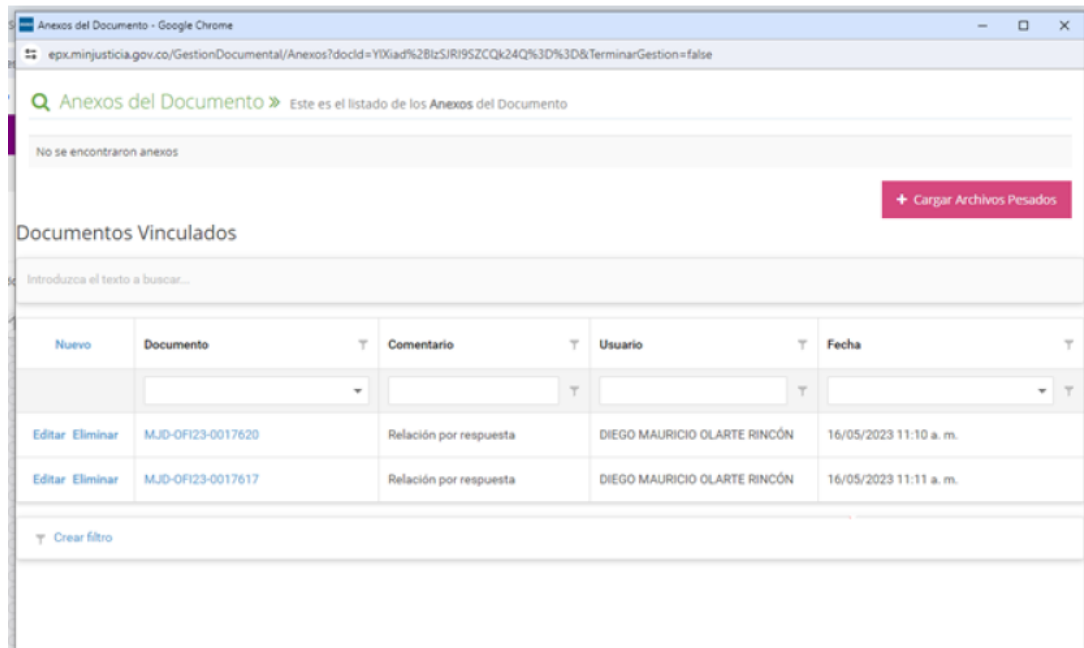 Anexos del Documento - Google Chrome
epx.minjusticia.gov.co/GestionDocumental/Anexos?docId=YlXiad%2BlzSJRI9SZCQk24Q%3D%3D&TerminarGestion=false
Anexos del Documento » Este es el listado de los Anexos del Documento
No se encontraron anexos
+ Cargar Archivos Pesados
Documentos Vinculados
Introduzca el texto a buscar...
Nuevo Documento Comentario Usuario Fecha
Editar Eliminar MJD-OFI23-0017620 Relación por respuesta DIEGO MAURICIO OLARTE RINCÓN 16/05/2023 11:10 a. m.
Editar Eliminar MJD-OFI23-0017617 Relación por respuesta DIEGO MAURICIO OLARTE RINCÓN 16/05/2023 11:11 a. m.
Crear filtro